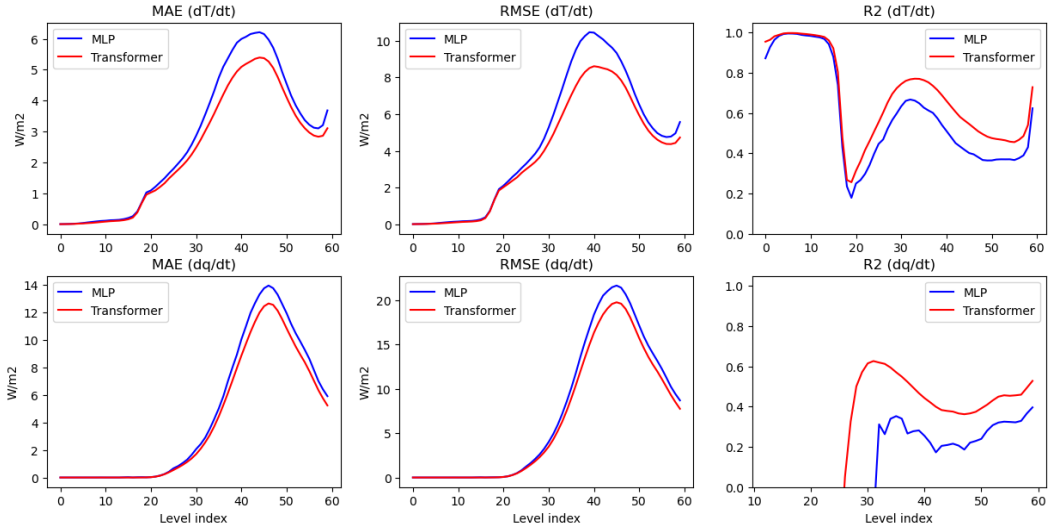 MAE (dT/dt)
W/m2
6
5
4
3
2
1
0
MLP
Transformer
0 10 20 30 40 50 60
RMSE (dT/dt)
10
8
6
4
2
0
MLP
Transformer
0 10 20 30 40 50 60
R2 (dT/dt)
1.0
0.8
0.6
0.4
0.2
0.0
MLP
Transformer
0 10 20 30 40 50 60
MAE (dq/dt)
W/m2
14
12
10
8
6
4
2
0
MLP
Transformer
0 10 20 30 40 50 60
Level index
RMSE (dq/dt)
W/m2
20
15
10
5
0
MLP
Transformer
0 10 20 30 40 50 60
Level index
R2 (dq/dt)
1.0
0.8
0.6
0.4
0.2
0.0
MLP
Transformer
10 20 30 40 50 60
Level index